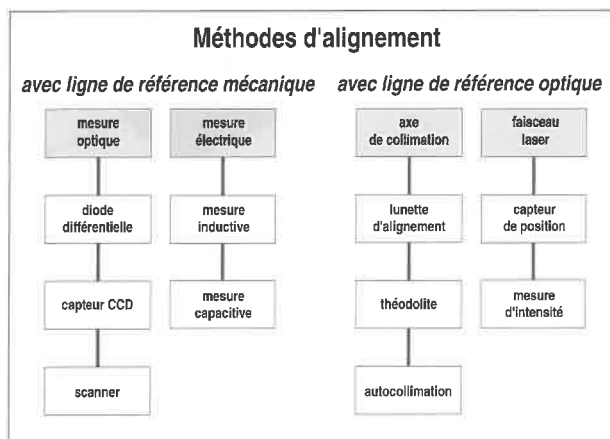 Méthodes d'alignement
avec ligne de référence mécanique
avec ligne de référence optique
mesure
optique
diode
différentielle
capteur CCD
scanner
mesure
électrique
mesure
inductive
mesure
capacitive
axe
de collimation
lunette
d'alignement
théodolite
autocollimation
faisceau
laser
capteur
de position
mesure
d'intensité